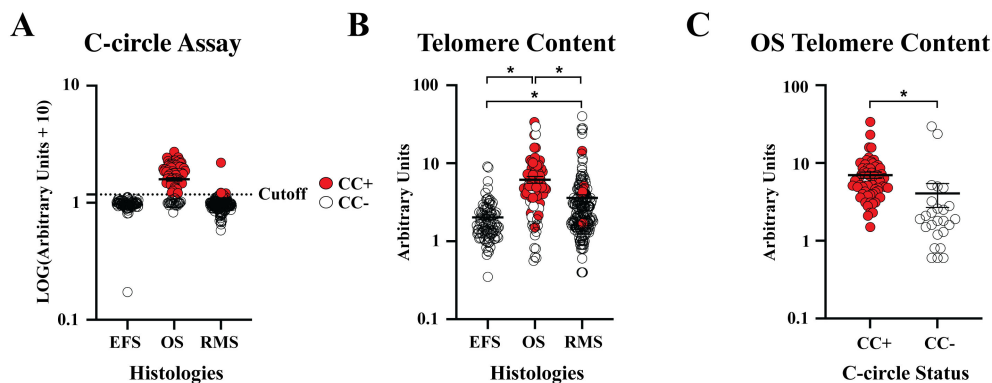 A
C-circle Assay
LOG(Arbitrary Units + 10)
10
1
0.1
Cutoff
CC+
CC-
EFS OS RMS
Histologies
B
Telomere Content
Arbitrary Units
100
10
1
0.1
*
*
*
EFS OS RMS
Histologies
C
OS Telomere Content
Arbitrary Units
100
10
1
0.1
*
CC+ CC-
C-circle Status